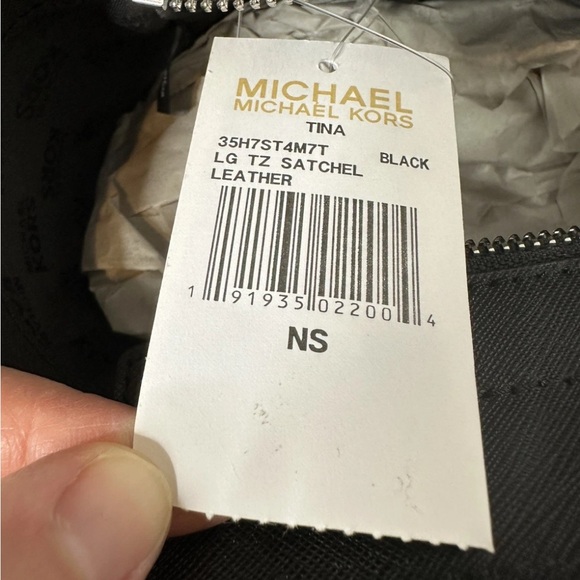 MICHAEL
MICHAEL KORS
TINA
35H7ST4M7T BLACK
LG TZ SATCHEL
LEATHER
1 91935 02200 4
NS